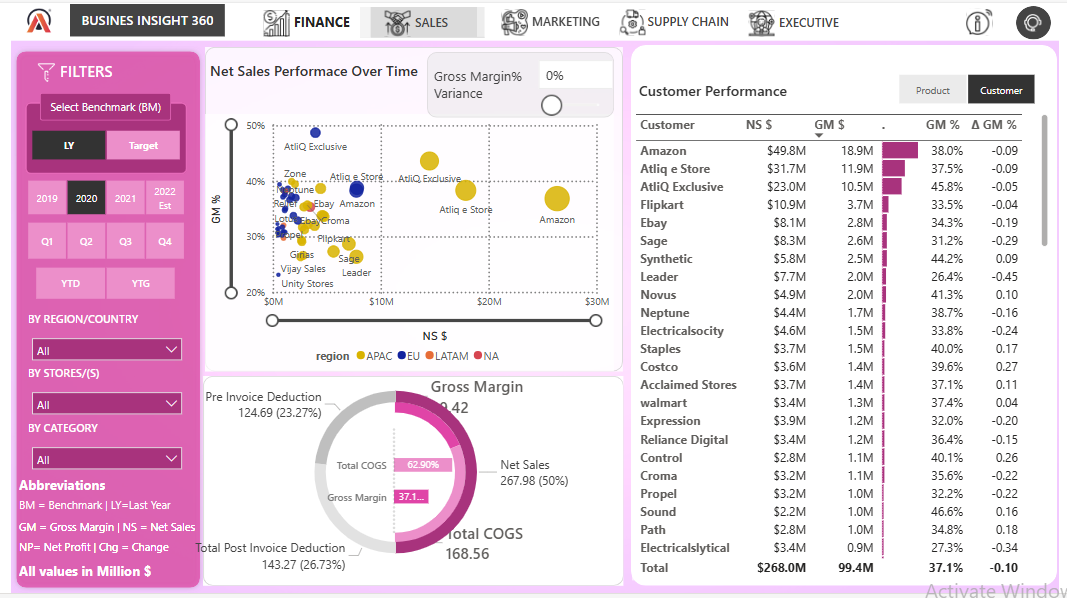 BUSINES INSIGHT 360
FINANCE
SALES
MARKETING
SUPPLY CHAIN
EXECUTIVE
FILTERS
Select Benchmark (BM)
LY Target
2019 2020 2021 2022 Est
Q1 Q2 Q3 Q4
YTD YTG
BY REGION/COUNTRY
All
BY STORES/(S)
All
BY CATEGORY
All
Abbreviations
BM = Benchmark | LY=Last Year
GM = Gross Margin | NS = Net Sales
NP= Net Profit | Chg = Change
All values in Million $
Net Sales Performace Over Time
Gross Margin% Variance
0%
GM %
50%
40%
30%
20%
AtliQ Exclusive
Zone
Atliq e Store
AtliQ Exclusive
Neptune
Ebay
Amazon
Atliq e Store
Amazon
Ebay
Croma
Flipkart
Girias
Sage
Vijay Sales
Leader
Unity Stores
$0M $10M $20M $30M
NS $
region APAC EU LATAM NA
Gross Margin
Pre Invoice Deduction
124.69 (23.27%)
Total COGS 62.90%
Gross Margin 37.1...
Net Sales
267.98 (50%)
Total COGS
168.56
Total Post Invoice Deduction
143.27 (26.73%)
Customer Performance
Product Customer
Customer NS $ GM $ . GM % Δ GM %
Amazon $49.8M 18.9M 38.0% -0.09
Atliq e Store $31.7M 11.9M 37.5% -0.09
AtliQ Exclusive $23.0M 10.5M 45.8% -0.05
Flipkart $10.9M 3.7M 33.5% -0.04
Ebay $8.1M 2.8M 34.3% -0.19
Sage $8.3M 2.6M 31.2% -0.29
Synthetic $5.8M 2.5M 44.2% 0.09
Leader $7.7M 2.0M 26.4% -0.45
Novus $4.9M 2.0M 41.3% 0.10
Neptune $4.4M 1.7M 38.7% -0.16
Electricalsocity $4.6M 1.5M 33.8% -0.24
Staples $3.7M 1.5M 40.0% 0.17
Costco $3.6M 1.4M 39.6% 0.27
Acclaimed Stores $3.7M 1.4M 37.1% 0.11
walmart $3.4M 1.3M 37.4% 0.04
Expression $3.9M 1.2M 32.0% -0.20
Reliance Digital $3.4M 1.2M 36.4% -0.15
Control $2.8M 1.1M 40.1% 0.26
Croma $3.2M 1.1M 35.6% -0.22
Propel $3.2M 1.0M 32.2% -0.22
Sound $2.2M 1.0M 46.6% 0.16
Path $2.8M 1.0M 34.8% 0.18
Electricalslytical $3.4M 0.9M 27.3% -0.34
Total $268.0M 99.4M 37.1% -0.10